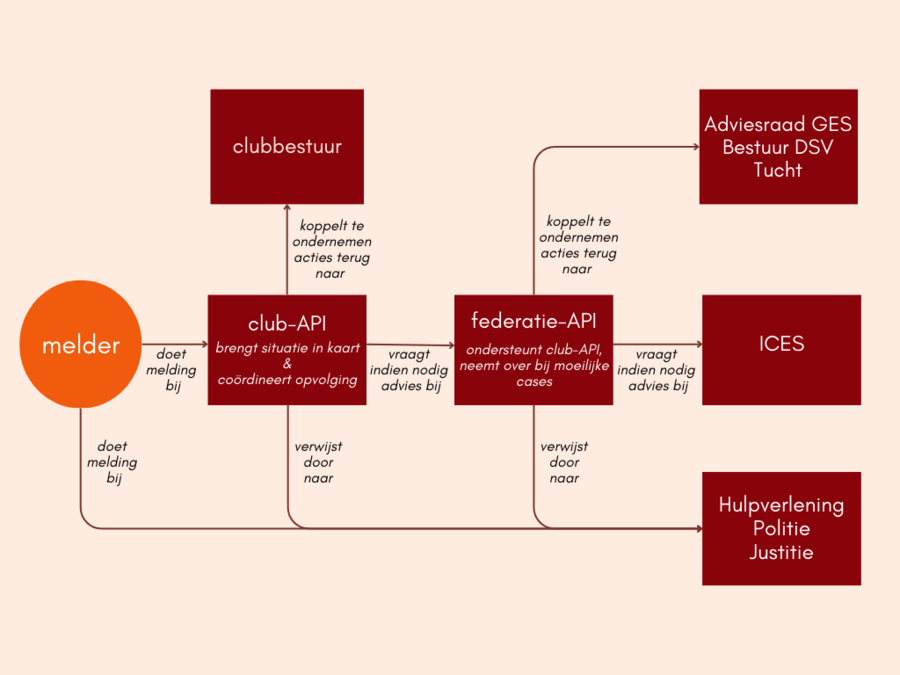 clubbestuur
Adviesraad GES
Bestuur DSV
Tucht
koppelt te
ondernemen
acties terug
naar
koppelt te
ondernemen
acties terug
naar
melder
doet
melding
bij
club-API
brengt situatie in kaart
&
coördineert opvolging
vraagt
indien nodig
advies bij
federatie-API
ondersteunt club-API,
neemt over bij moeilijke
cases
vraagt
indien nodig
advies bij
ICES
doet
melding
bij
verwijst
door
naar
verwijst
door
naar
Hulpverlening
Politie
Justitie